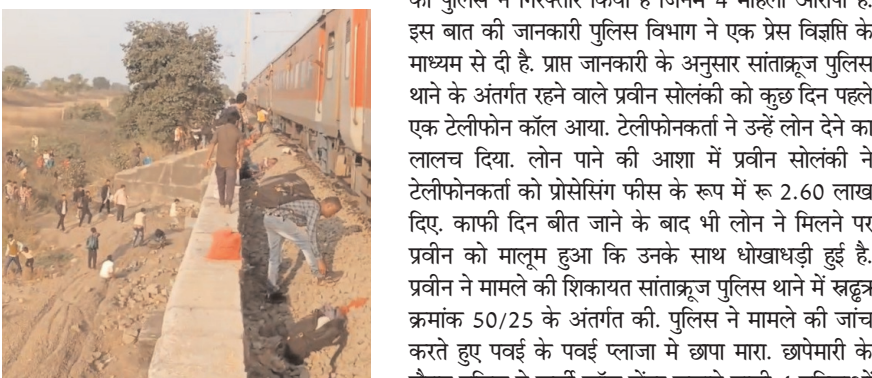 इस बात की जानकारी पुलिस विभाग ने एक प्रेस विज्ञप्ति के
माध्यम से दी है. प्राप्त जानकारी के अनुसार सांताक्रूज पुलिस
थाने के अंतर्गत रहने वाले प्रवीन सोलंकी को कुछ दिन पहले
एक टेलीफोन कॉल आया. टेलीफोनकर्ता ने उन्हें लोन देने का
लालच दिया. लोन पाने की आशा में प्रवीन सोलंकी ने
टेलीफोनकर्ता को प्रोसेसिंग फीस के रूप में रू 2.60 लाख
दिए. काफी दिन बीत जाने के बाद भी लोन ने मिलने पर
प्रवीन को मालूम हुआ कि उनके साथ धोखाधड़ी हुई है.
प्रवीन ने मामले की शिकायत सांताक्रूज पुलिस थाने में
क्रमांक 50/25 के अंतर्गत की. पुलिस ने मामले की जांच
करते हुए पवई के पवई प्लाजा मे छापा मारा. छापेमारी के